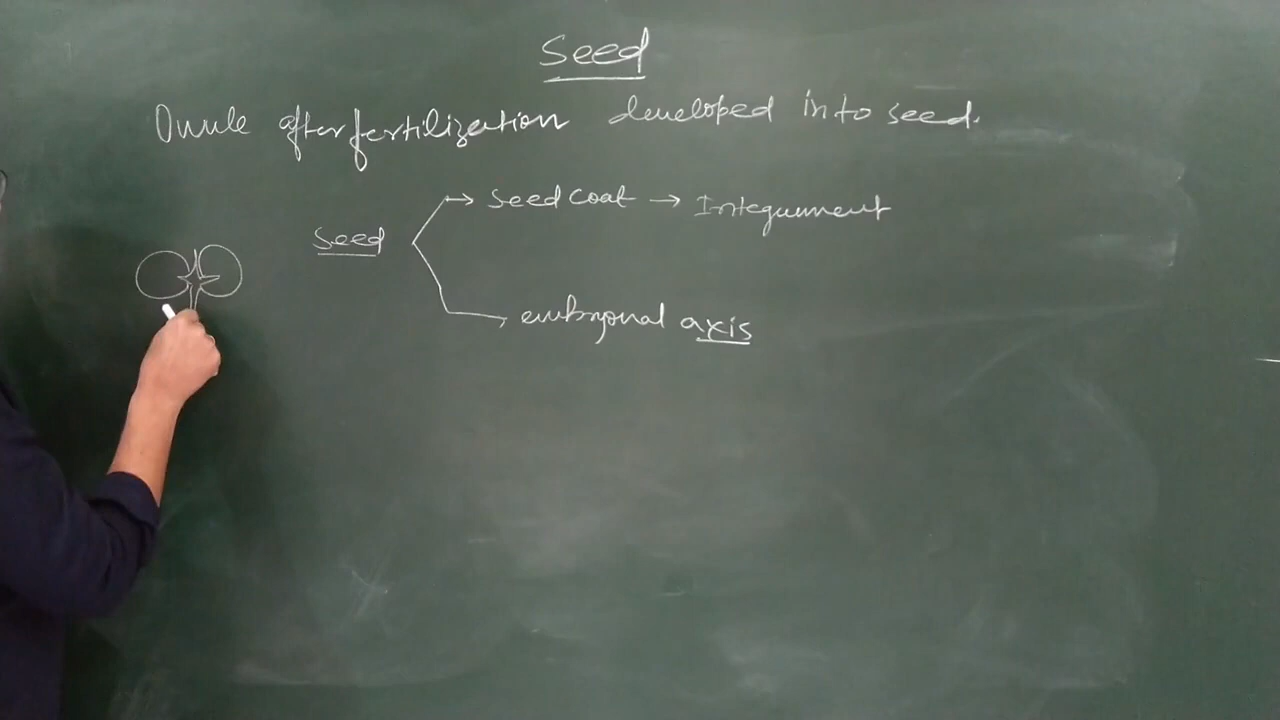 Seed
Ovule after fertilization developed into seed.
Seed → Seed coat → Integument
→ embryonal axis